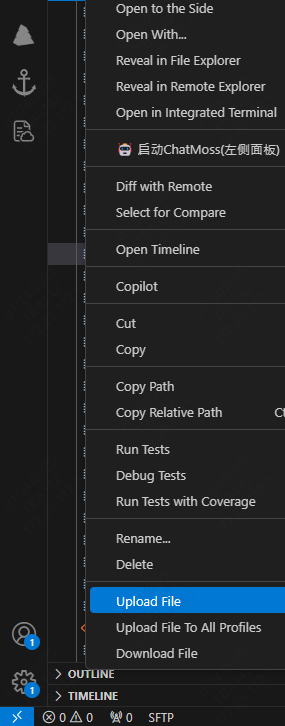 Open to the Side
Open With...
Reveal in File Explorer
Reveal in Remote Explorer
Open in Integrated Terminal
启动ChatMoss(左侧面板)
Diff with Remote
Select for Compare
Open Timeline
Copilot
Cut
Copy
Copy Path
Copy Relative Path
Run Tests
Debug Tests
Run Tests with Coverage
Rename...
Delete
Upload File
Upload File To All Profiles
Download File
1
1
OUTLINE
TIMELINE
0 0 0 SFTP